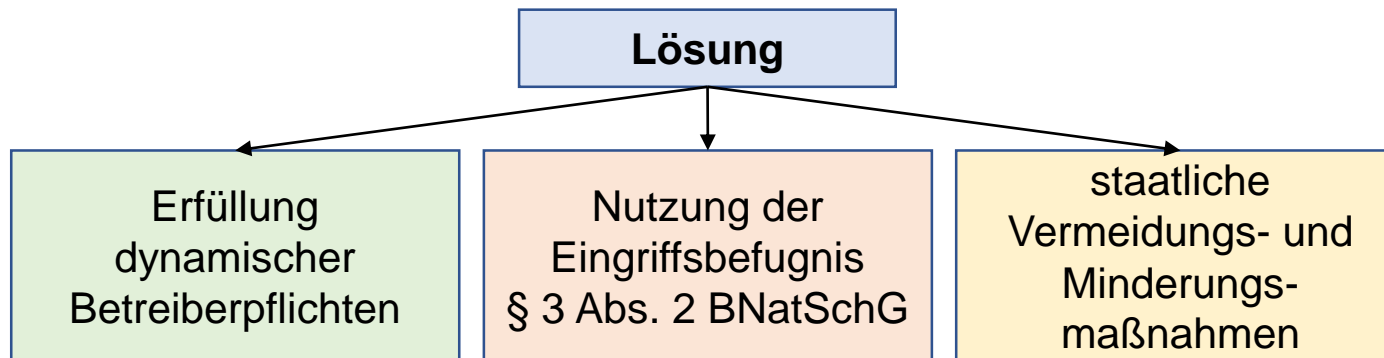 Lösung
Erfüllung
dynamischer
Betreiberpflichten
Nutzung der
Eingriffsbefugnis
§ 3 Abs. 2 BNatSchG
staatliche
Vermeidungs- und
Minderungs-
maßnahmen